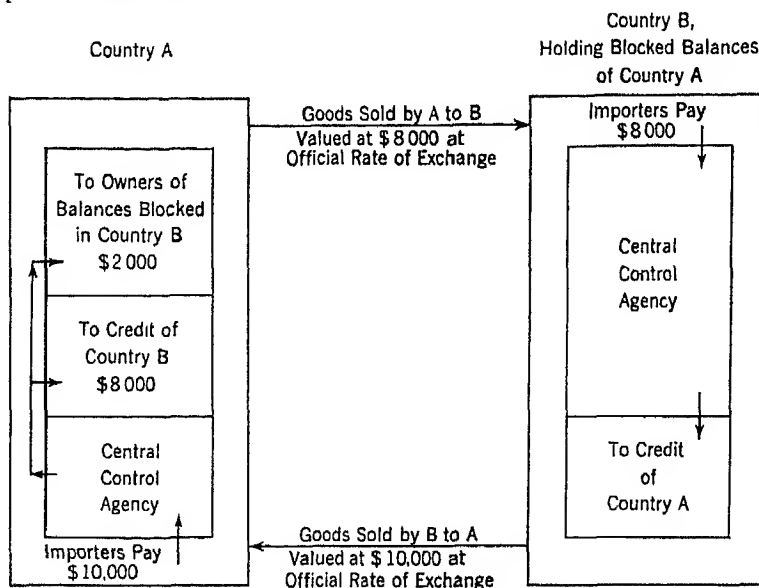 Country A
Country B,
Holding Blocked Balances
of Country A
Goods Sold by A to B
Valued at $8 000 at
Official Rate of Exchange
Importers Pay
$8 000
To Owners of
Balances Blocked
in Country B
$2 000
To Credit of
Country B
$8 000
Central
Control
Agency
Importers Pay
$10,000
Central
Control
Agency
To Credit
of
Country A
Goods Sold by B to A
Valued at $10,000 at
Official Rate of Exchange